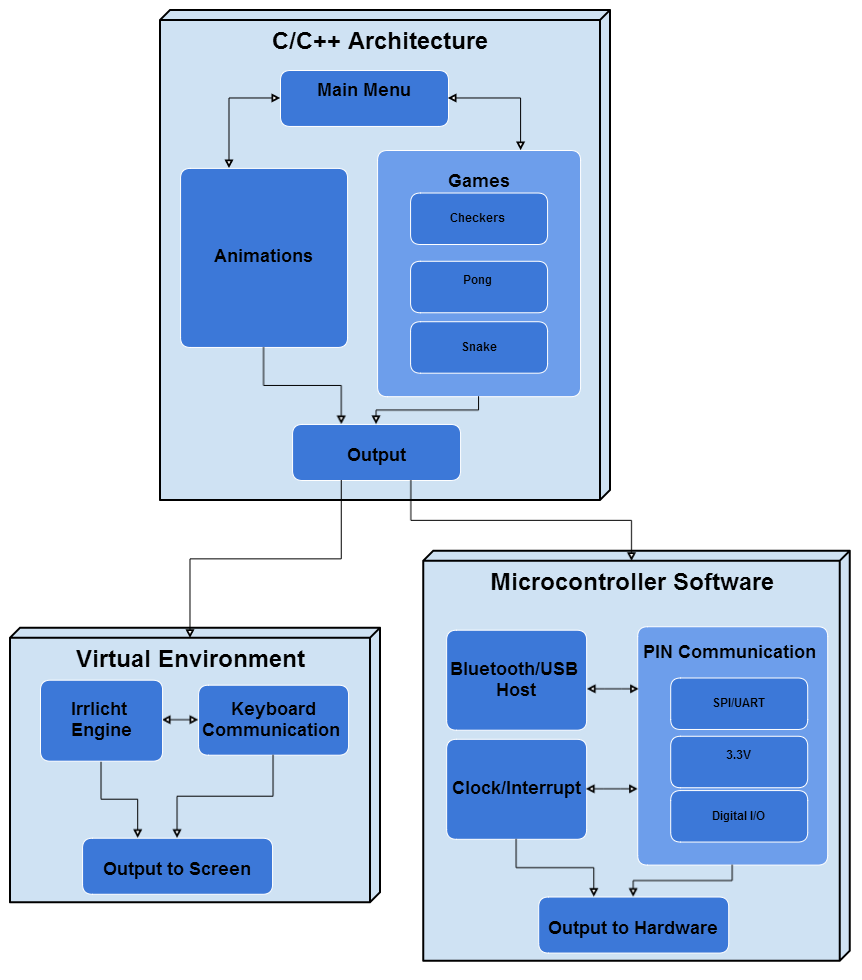 C/C++ Architecture
Main Menu
Animations
Games
Checkers
Pong
Snake
Output
Virtual Environment
Irrlicht
Engine
Keyboard
Communication
Output to Screen
Microcontroller Software
Bluetooth/USB
Host
Clock/Interrupt
PIN Communication
SPI/UART
3.3V
Digital I/O
Output to Hardware